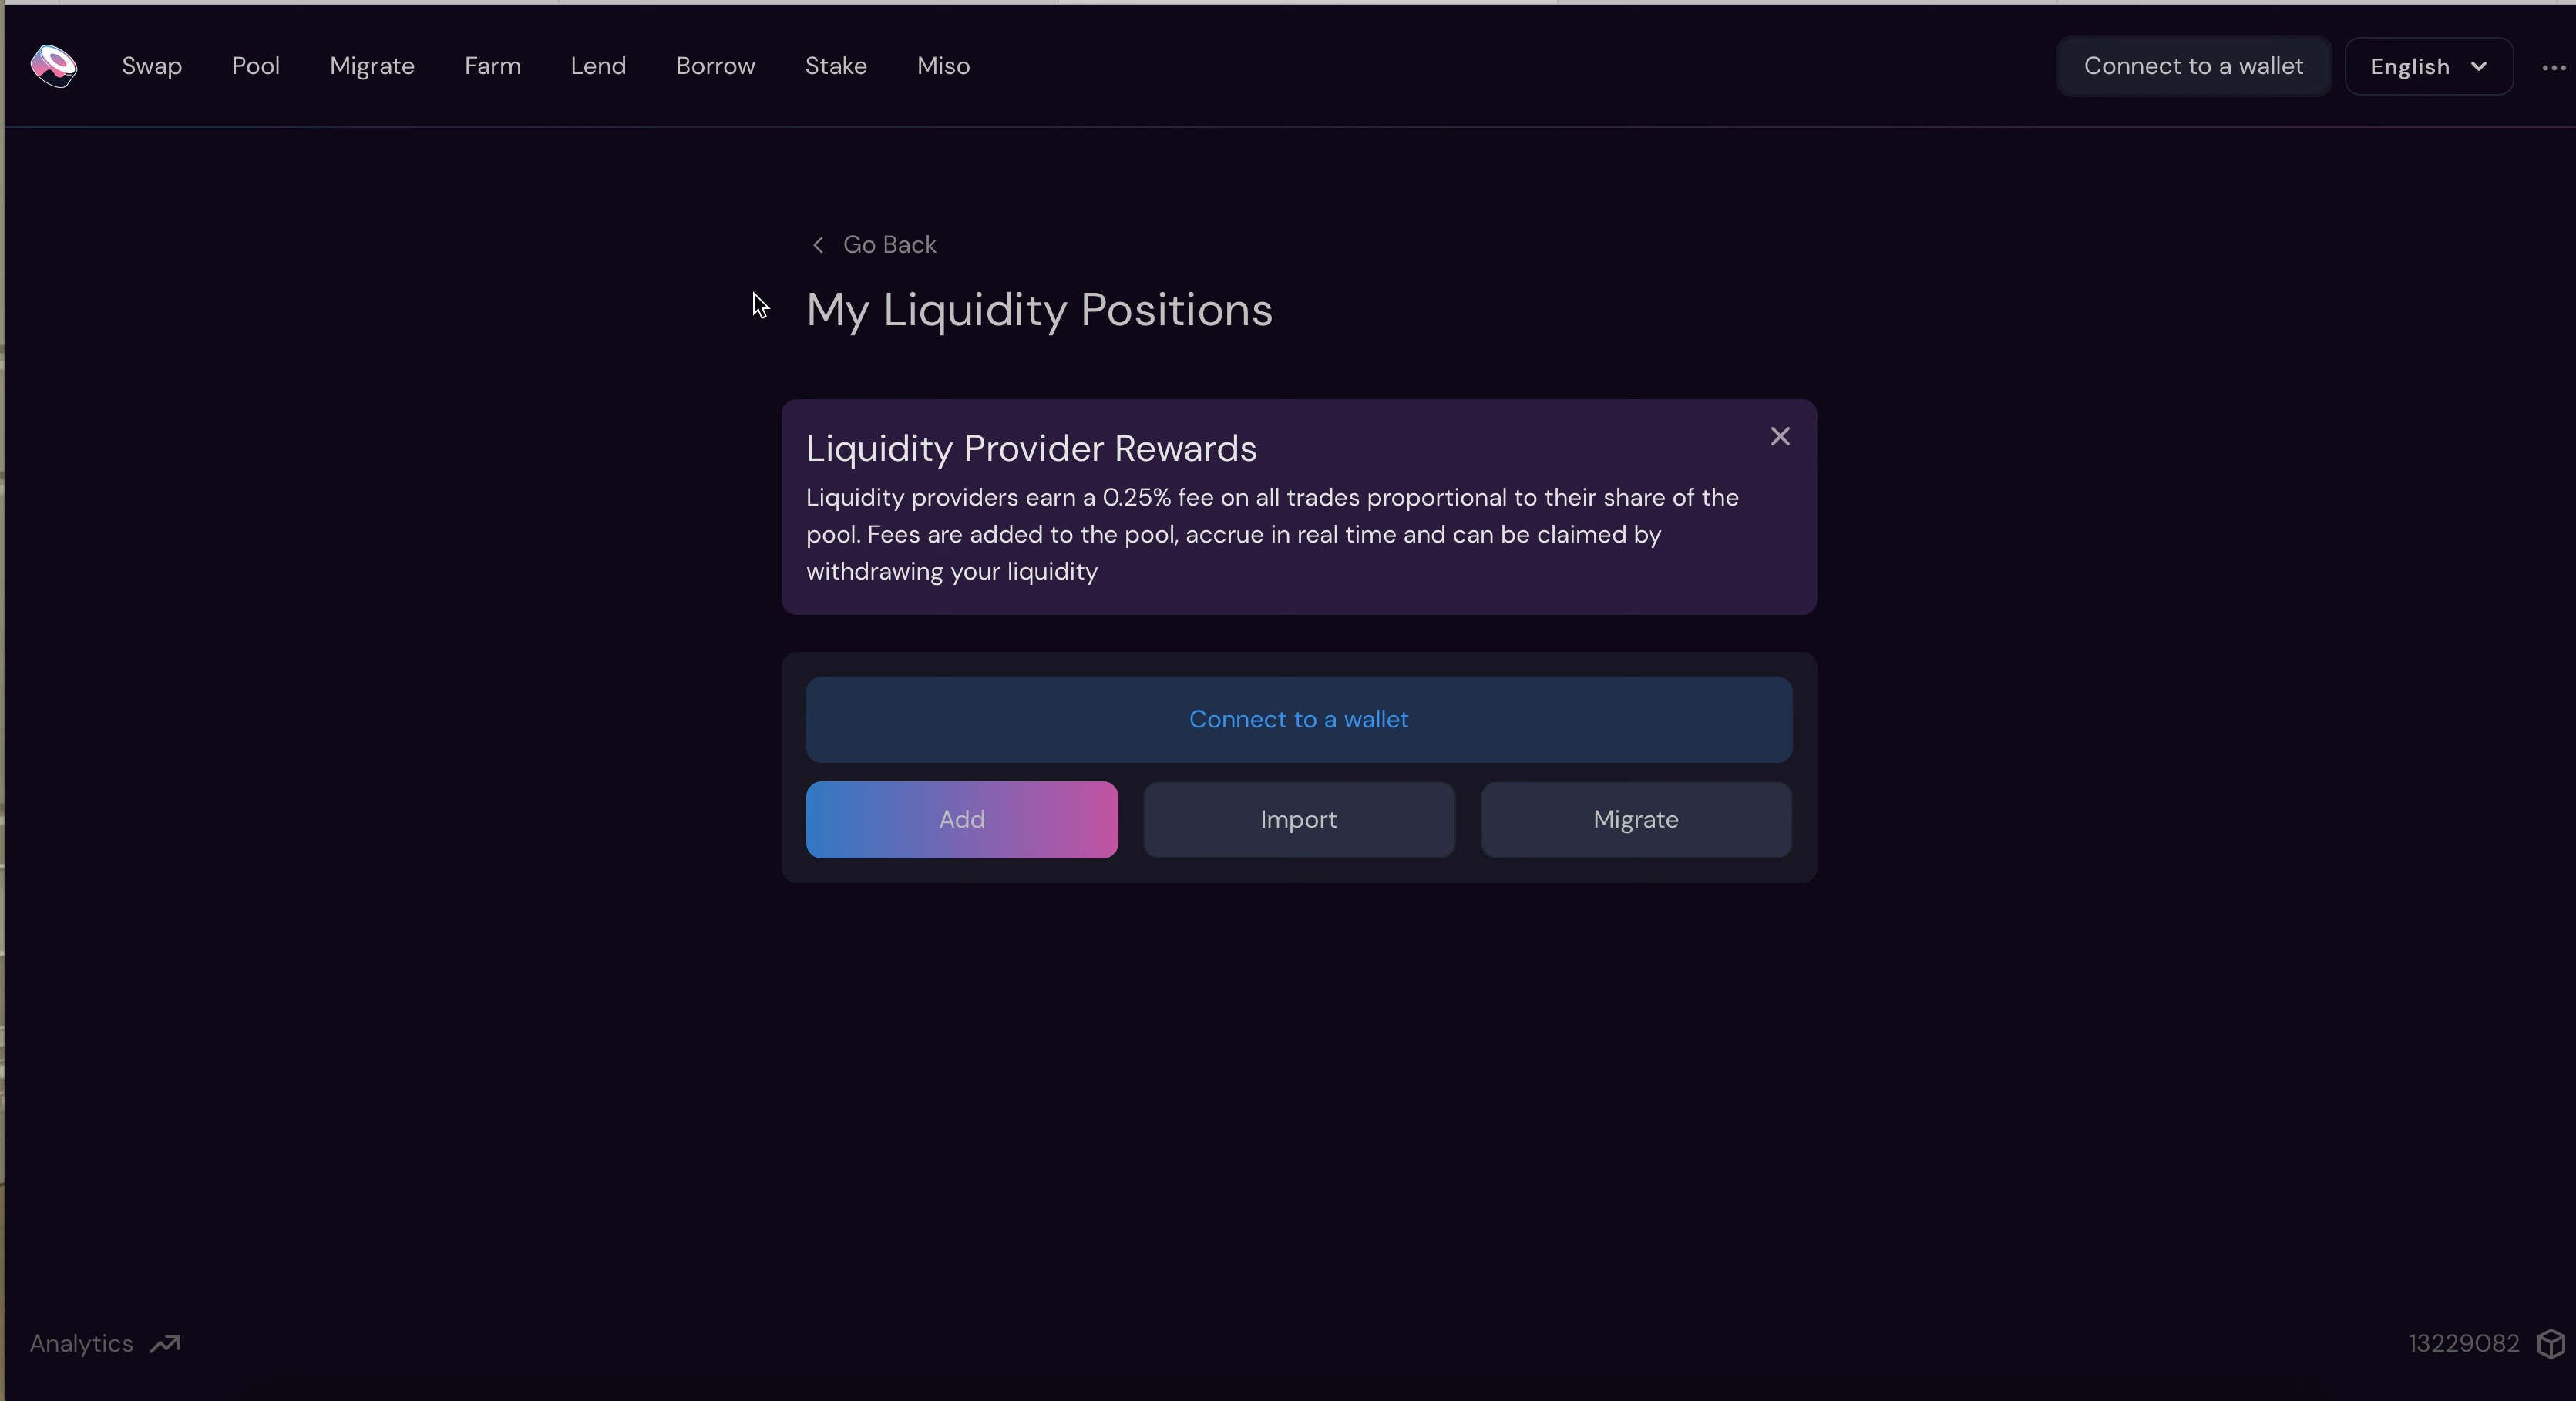 Swap Pool Migrate Farm Lend Borrow Stake Miso Connect to a wallet English
Go Back
My Liquidity Positions
Liquidity Provider Rewards
Liquidity providers earn a 0.25% fee on all trades proportional to their share of the
pool. Fees are added to the pool, accrue in real time and can be claimed by
withdrawing your liquidity
Connect to a wallet
Add Import Migrate
Analytics 13229082